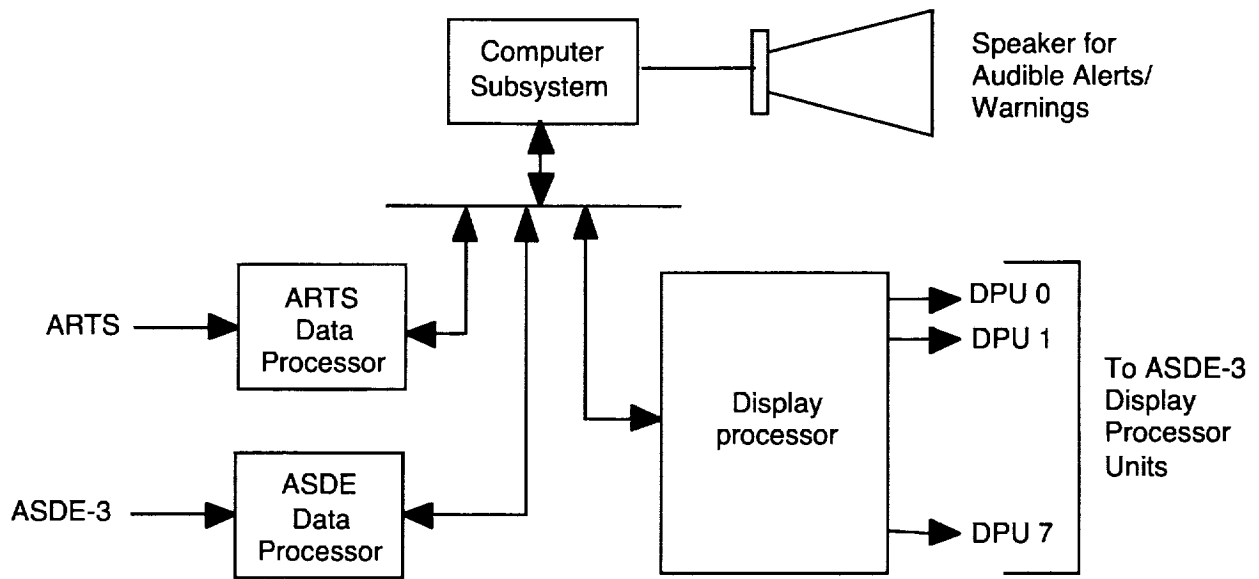 Computer
Subsystem
Speaker for
Audible Alerts/
Warnings
ARTS
ARTS
Data
Processor
ASDE-3
ASDE
Data
Processor
Display
processor
DPU 0
DPU 1
DPU 7
To ASDE-3
Display
Processor
Units